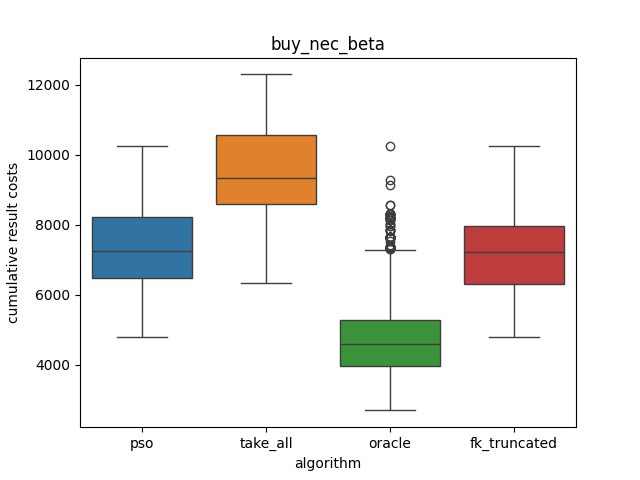 buy_nec_beta
cumulative result costs
12000
10000
8000
6000
4000
pso
take_all
oracle
fk_truncated
algorithm